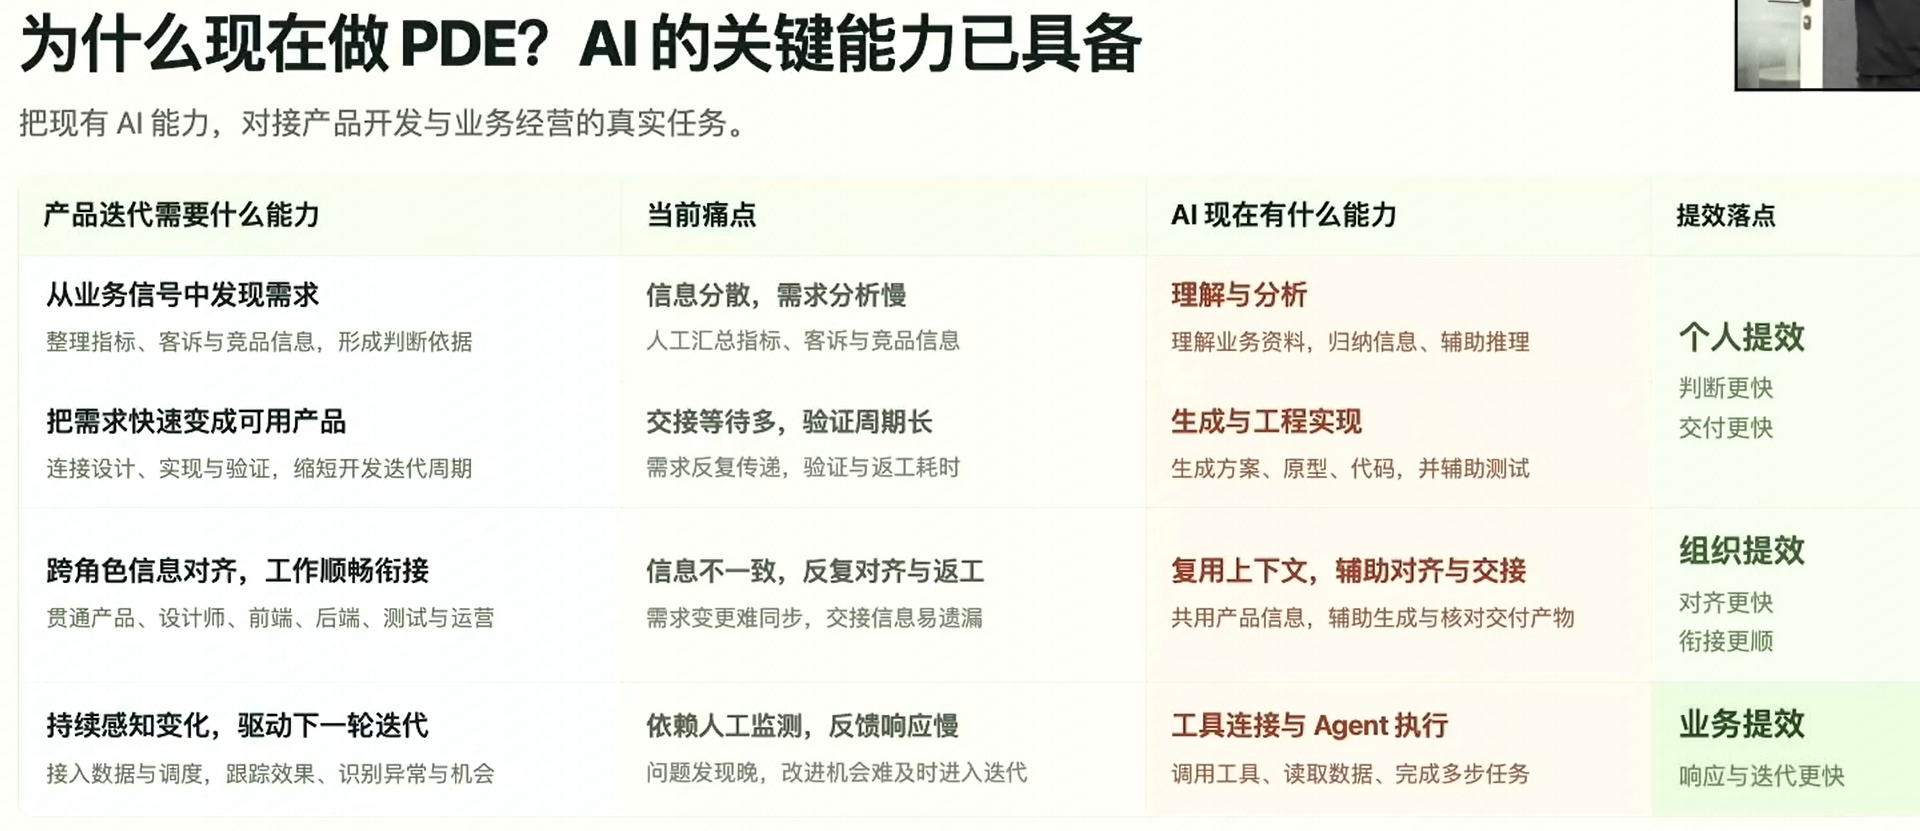 为什么现在做 PDE？AI 的关键能力已具备
把现有 AI 能力，对接产品开发与业务经营的真实任务。
产品迭代需要什么能力
当前痛点
AI 现在有什么能力
提效落点
从业务信号中发现需求
整理指标、客诉与竞品信息，形成判断依据
信息分散，需求分析慢
人工汇总指标、客诉与竞品信息
理解与分析
理解业务资料，归纳信息、辅助推理
个人提效
判断更快
交付更快
把需求快速变成可用产品
连接设计、实现与验证，缩短开发迭代周期
交接等待多，验证周期长
需求反复传递，验证与返工耗时
生成与工程实现
生成方案、原型、代码，并辅助测试
跨角色信息对齐，工作顺畅衔接
贯通产品、设计师、前端、后端、测试与运营
信息不一致，反复对齐与返工
需求变更难同步，交接信息易遗漏
复用上下文，辅助对齐与交接
共用产品信息，辅助生成与核对交付产物
组织提效
对齐更快
衔接更顺
持续感知变化，驱动下一轮迭代
接入数据与调度，跟踪效果、识别异常与机会
依赖人工监测，反馈响应慢
问题发现晚，改进机会难及时进入迭代
工具连接与 Agent 执行
调用工具、读取数据、完成多步任务
业务提效
响应与迭代更快